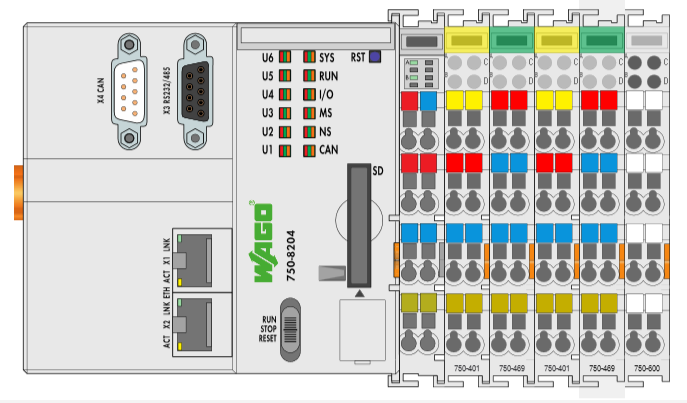 X4 CAN
X3 RS232/485
U6 SYS
U5 RUN
U4 I/O
U3 MS
U2 NS
U1 CAN
RST
SD
WAGO
750-8204
ACT X1 LNK
ACT X2 LNK ETH
RUN
STOP
RESET
A
B
C
D
C
D
C
D
C
D
C
D
750-401
750-469
750-401
750-469
750-600